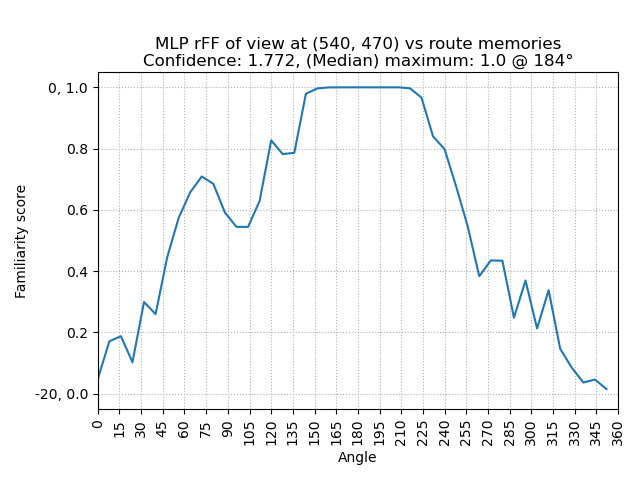 MLP rFF of view at (540, 470) vs route memories
Confidence: 1.772, (Median) maximum: 1.0 @ 184°
0, 1.0
0.8
0.6
0.4
0.2
-20, 0.0
Familiarity score
0 15 30 45 60 75 90 105 120 135 150 165 180 195 210 225 240 255 270 285 300 315 330 345 360
Angle